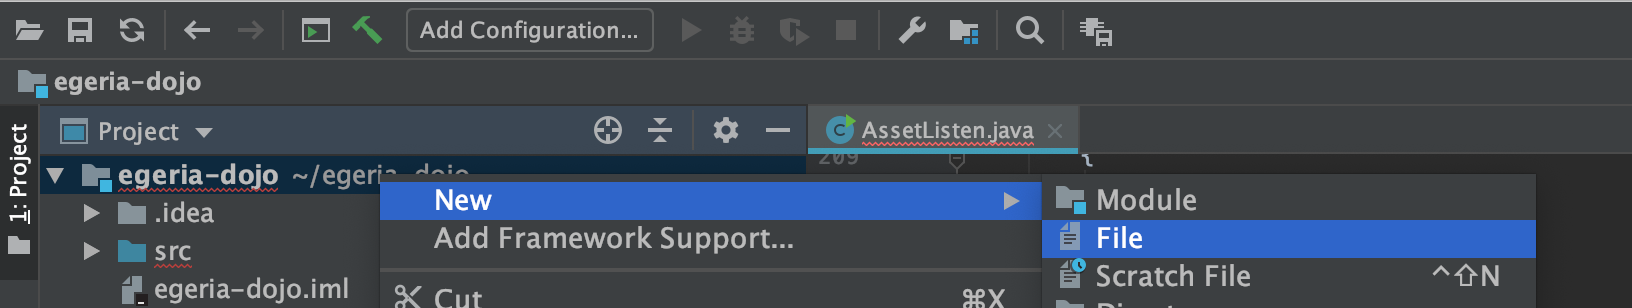 Add Configuration...
egeria-dojo
1: Project
Project
AssetListen.java
209
{
egeria-dojo ~/egeria-dojo
New
Module
.idea
Add Framework Support...
File
src
Scratch File ^⇧N
egeria-dojo.iml
Cut ⌘X